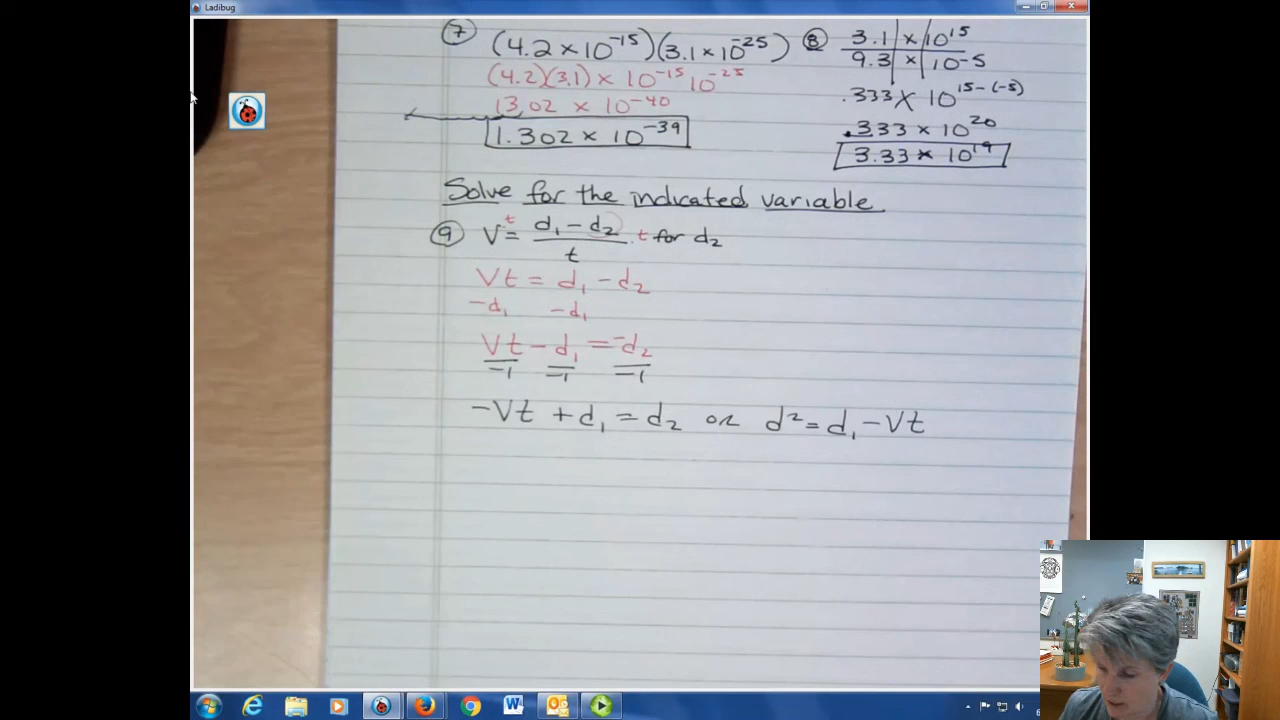 Ladibug
⑦ (4.2 × 10⁻¹⁵)(3.1 × 10⁻²⁵)
(4.2)(3.1) × 10⁻¹⁵ 10⁻²⁵
13.02 × 10⁻⁴⁰
1.302 × 10⁻³⁹
⑧ 3.1 × 10¹⁵
9.3 × 10⁻⁵
.333 × 10¹⁵⁻⁽⁻⁵⁾
.333 × 10²⁰
3.33 × 10¹⁹
Solve for the indicated variable
⑨ t V = d₁ - d₂ / t · t for d₂
Vt = d₁ - d₂
-d₁ -d₁
Vt - d₁ = -d₂
-1 -1 -1
-Vt + d₁ = d₂ or d² = d₁ - Vt